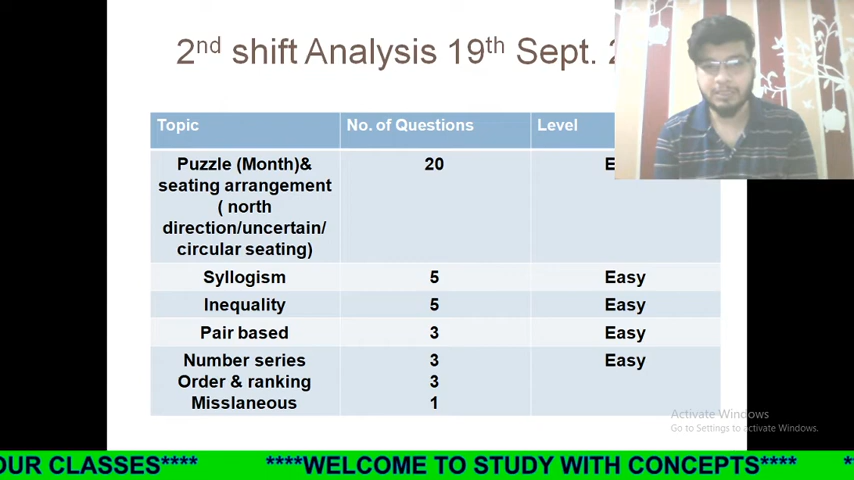 2nd shift Analysis 19th Sept.
Topic No. of Questions Level
Puzzle (Month)& 20
seating arrangement
( north
direction/uncertain/
circular seating)
Syllogism 5 Easy
Inequality 5 Easy
Pair based 3 Easy
Number series 3 Easy
Order & ranking 3
Misslaneous 1
Activate Windows
Go to Settings to activate Windows.
OUR CLASSES**** ****WELCOME TO STUDY WITH CONCEPTS****